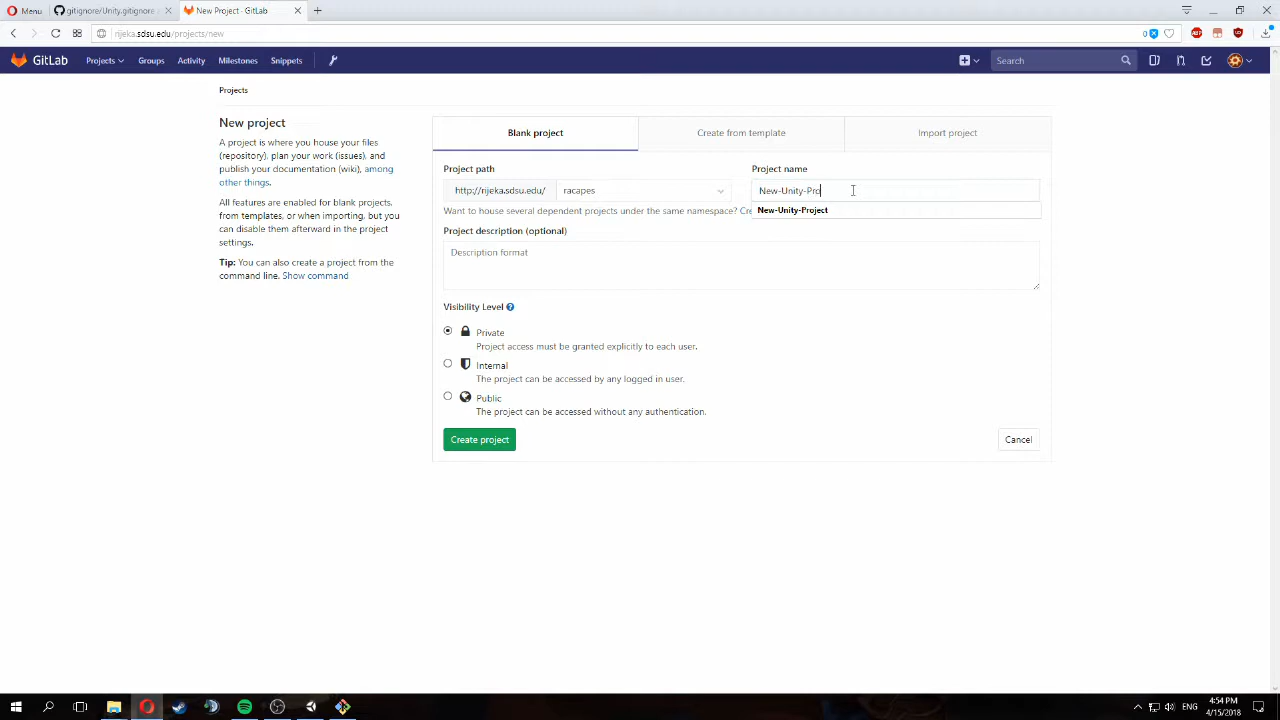 Menu
gitignore/Unity.gitignore
New Project - GitLab
rijeka.sdsu.edu/projects/new
0
ABP
GitLab
Projects
Groups
Activity
Milestones
Snippets
Search
Projects
New project
A project is where you house your files
(repository), plan your work (issues), and
publish your documentation (wiki), among
other things.
All features are enabled for blank projects,
from templates, or when importing, but you
can disable them afterward in the project
settings.
Tip: You can also create a project from the
command line. Show command
Blank project
Create from template
Import project
Project path
Project name
http://rijeka.sdsu.edu/
racapes
New-Unity-Pro
Want to house several dependent projects under the same namespace? Cre
New-Unity-Project
Project description (optional)
Description format
Visibility Level
Private
Project access must be granted explicitly to each user.
Internal
The project can be accessed by any logged in user.
Public
The project can be accessed without any authentication.
Create project
Cancel
ENG
4:54 PM
4/15/2018